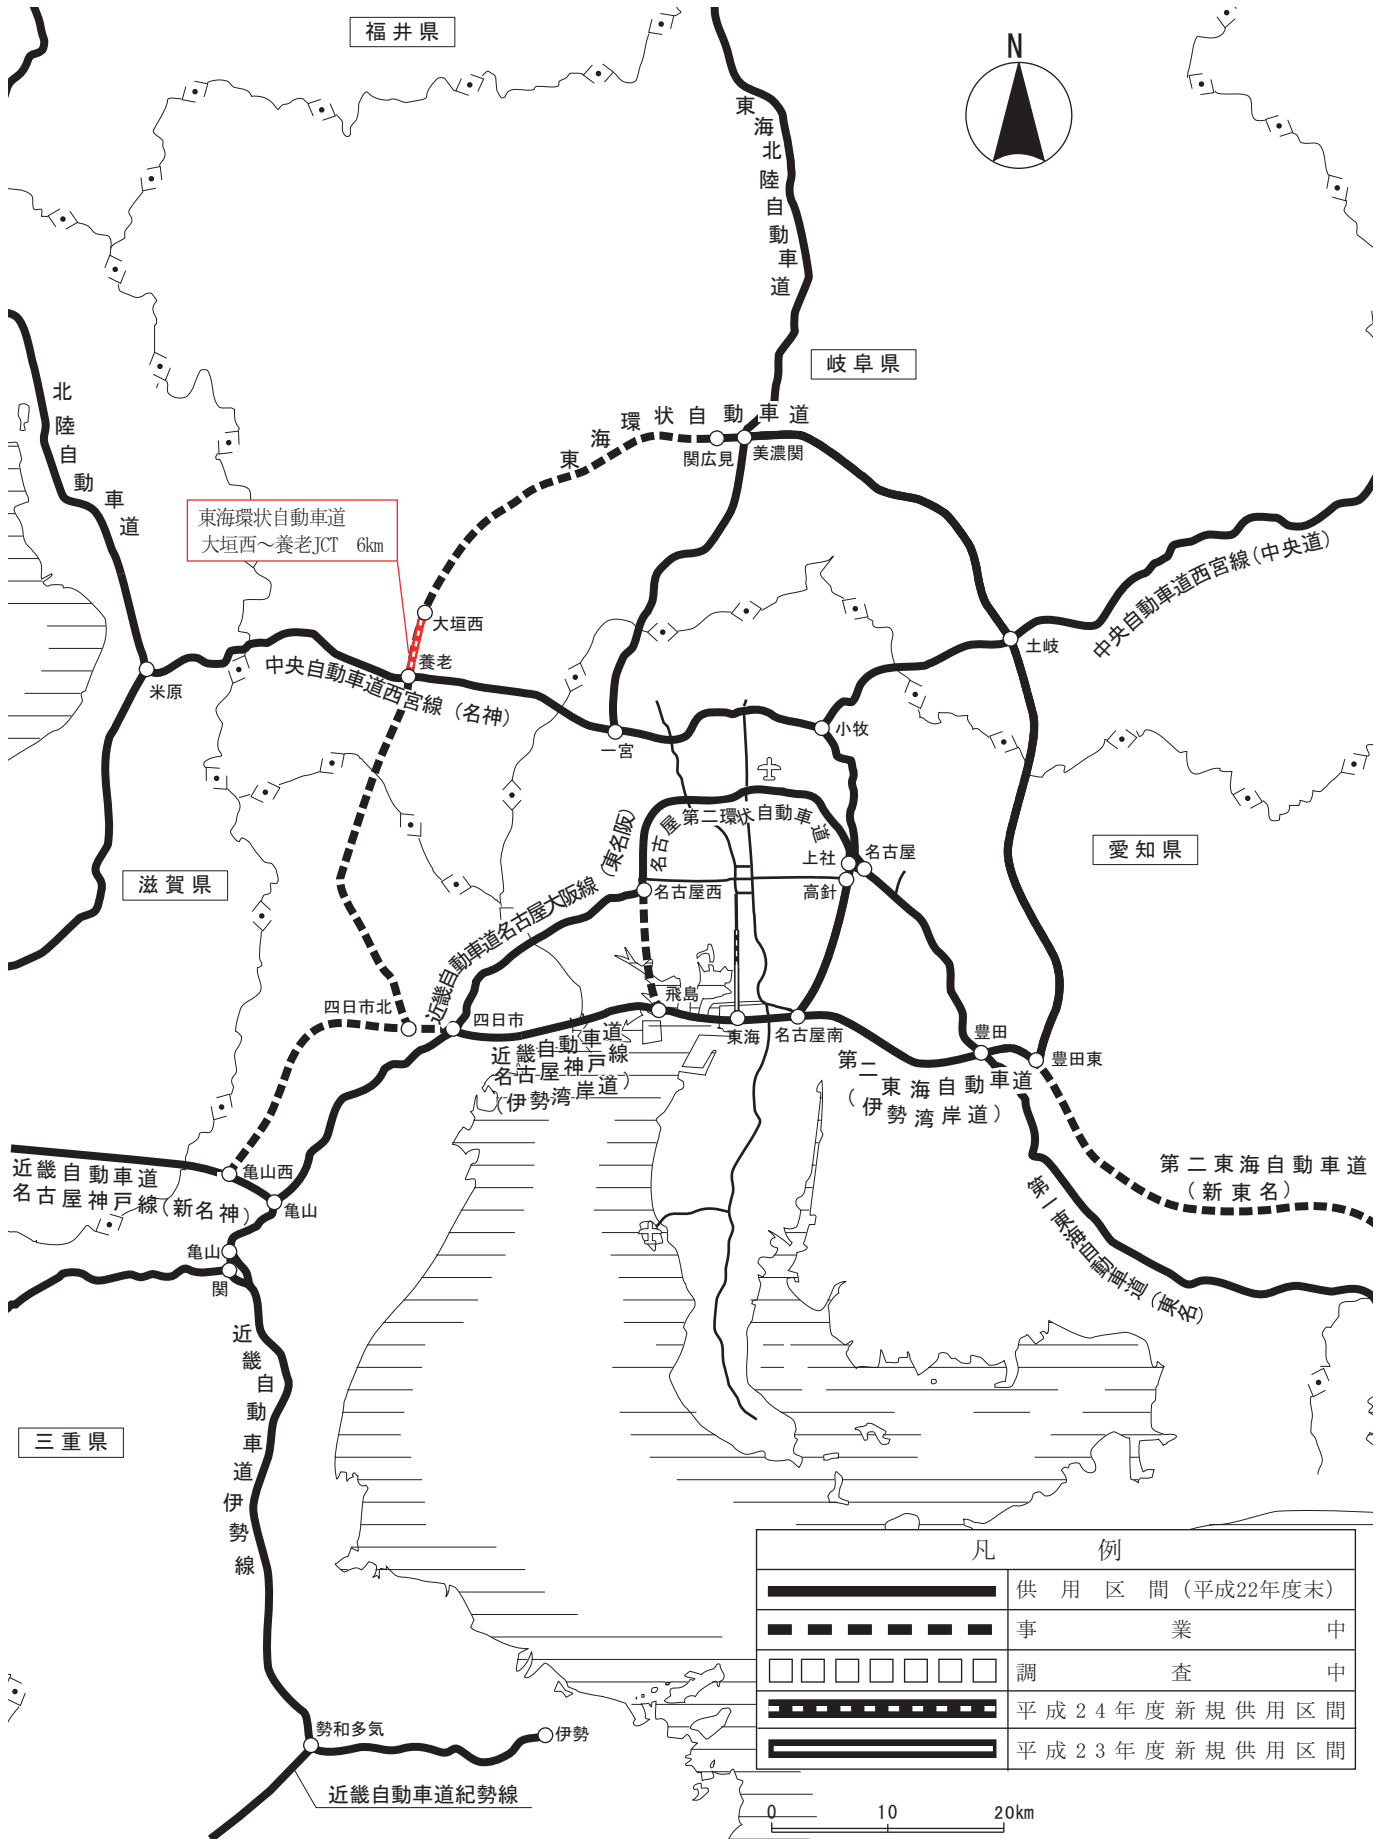 福井県
N
東海北陸自動車道
岐阜県
北陸自動車道
東海環状自動車道
関広見
美濃関
東海環状自動車道
大垣西～養老JCT 6km
中央自動車道西宮線(中央道)
大垣西
土岐
養老
米原
中央自動車道西宮線(名神)
一宮
小牧
名古屋第二環状自動車道
愛知県
上社
名古屋
滋賀県
近畿自動車道名古屋大阪線(東名阪)
名古屋西
高針
四日市北
四日市
飛島
東海
名古屋南
豊田
豊田東
近畿自動車道
名古屋神戸線
(伊勢湾岸道)
第二東海自動車道
(伊勢湾岸道)
近畿自動車道
名古屋神戸線(新名神)
亀山西
亀山
第二東海自動車道
(新東名)
第一東海自動車道(東名)
亀山
関
近畿自動車道伊勢線
三重県
凡例
供用区間(平成22年度末)
事業中
調査中
平成24年度新規供用区間
平成23年度新規供用区間
勢和多気
伊勢
近畿自動車道紀勢線
0 10 20km